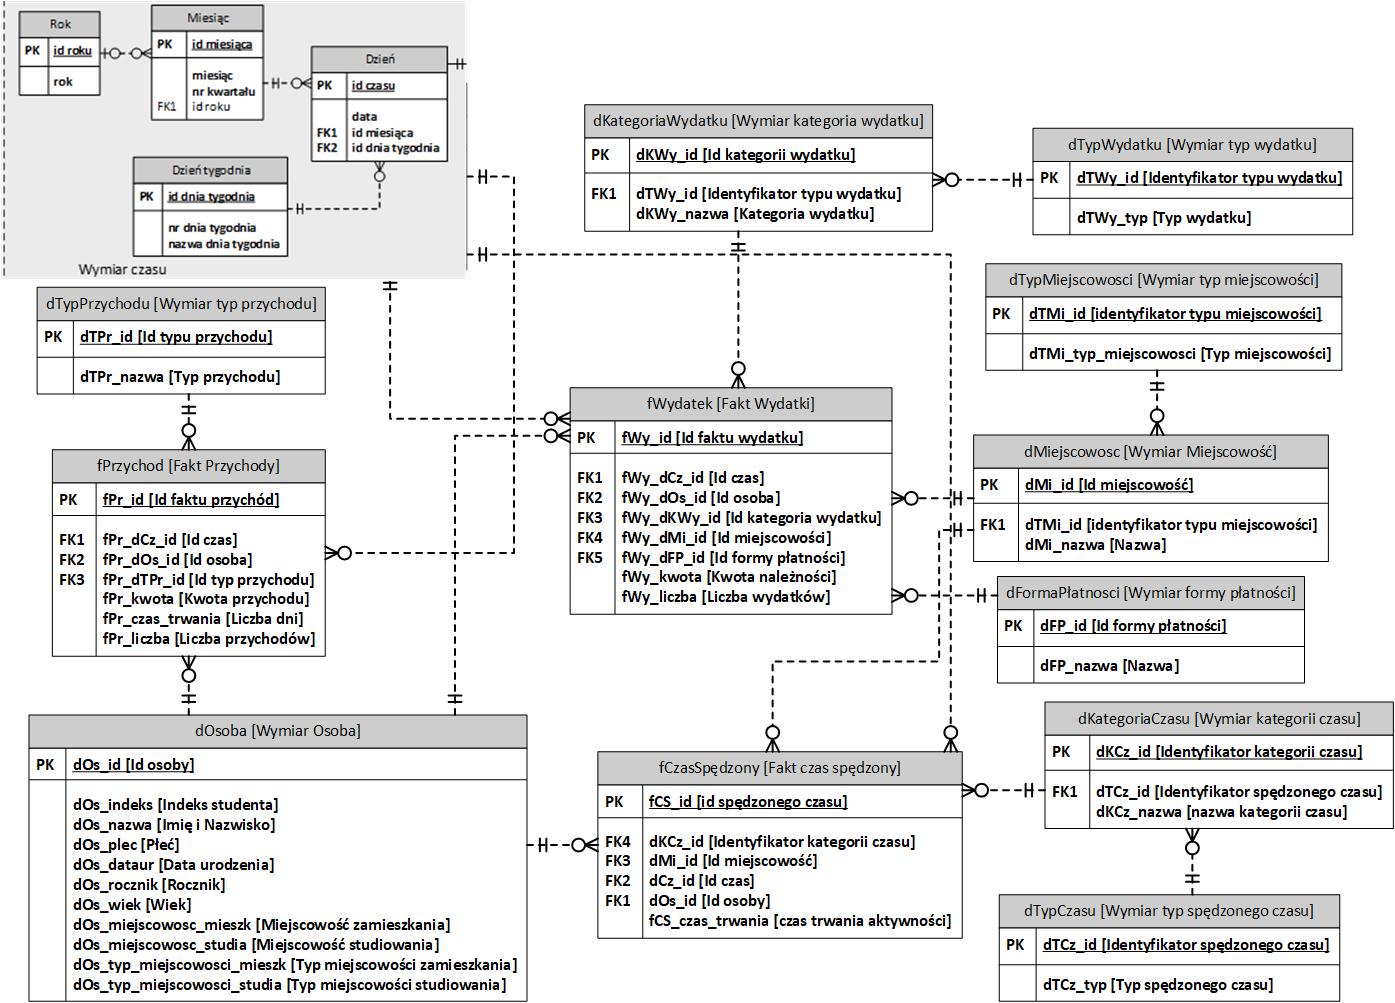 Rok
PK id roku
rok
Miesiąc
PK id miesiąca
miesiąc
nr kwartału
FK1 id roku
Dzień
PK id czasu
data
FK1 id miesiąca
FK2 id dnia tygodnia
Dzień tygodnia
PK id dnia tygodnia
nr dnia tygodnia
nazwa dnia tygodnia
Wymiar czasu
dKategoriaWydatku [Wymiar kategoria wydatku]
PK dKWy_id [Id kategorii wydatku]
FK1 dTWy_id [Identyfikator typu wydatku]
dKWy_nazwa [Kategoria wydatku]
dTypWydatku [Wymiar typ wydatku]
PK dTWy_id [Identyfikator typu wydatku]
dTWy_typ [Typ wydatku]
dTypMiejscowosci [Wymiar typ miejscowości]
PK dTMi_id [identyfikator typu miejscowości]
dTMi_typ_miejscowosci [Typ miejscowości]
dTypPrzychodu [Wymiar typ przychodu]
PK dTPr_id [Id typu przychodu]
dTPr_nazwa [Typ przychodu]
fWydatek [Fakt Wydatki]
PK fWy_id [Id faktu wydatku]
FK1 fWy_dCz_id [Id czas]
FK2 fWy_dOs_id [Id osoba]
FK3 fWy_dKWy_id [Id kategoria wydatku]
FK4 fWy_dMi_id [Id miejscowości]
FK5 fWy_dFP_id [Id formy płatności]
fWy_kwota [Kwota należności]
fWy_liczba [Liczba wydatków]
dMiejscowosc [Wymiar Miejscowość]
PK dMi_id [Id miejscowość]
FK1 dTMi_id [identyfikator typu miejscowości]
dMi_nazwa [Nazwa]
fPrzychod [Fakt Przychody]
PK fPr_id [Id faktu przychód]
FK1 fPr_dCz_id [Id czas]
FK2 fPr_dOs_id [Id osoba]
FK3 fPr_dTPr_id [Id typ przychodu]
fPr_kwota [Kwota przychodu]
fPr_czas_trwania [Liczba dni]
fPr_liczba [Liczba przychodów]
dFormaPłatnosci [Wymiar formy płatności]
PK dFP_id [Id formy płatności]
dFP_nazwa [Nazwa]
dOsoba [Wymiar Osoba]
PK dOs_id [Id osoby]
dOs_indeks [Indeks studenta]
dOs_nazwa [Imię i Nazwisko]
dOs_plec [Płeć]
dOs_dataur [Data urodzenia]
dOs_rocznik [Rocznik]
dOs_wiek [Wiek]
dOs_miejscowosc_mieszk [Miejscowość zamieszkania]
dOs_miejscowosc_studia [Miejscowość studiowania]
dOs_typ_miejscowosci_mieszk [Typ miejscowości zamieszkania]
dOs_typ_miejscowosci_studia [Typ miejscowości studiowania]
fCzasSpędzony [Fakt czas spędzony]
PK fCS_id [id spędzonego czasu]
FK4 dKCz_id [Identyfikator kategorii czasu]
FK3 dMi_id [Id miejscowość]
FK2 dCz_id [Id czas]
FK1 dOs_id [Id osoby]
fCS_czas_trwania [czas trwania aktywności]
dKategoriaCzasu [Wymiar kategorii czasu]
PK dKCz_id [Identyfikator kategorii czasu]
FK1 dTCz_id [Identyfikator spędzonego czasu]
dKCz_nazwa [nazwa kategorii czasu]
dTypCzasu [Wymiar typ spędzonego czasu]
PK dTCz_id [Identyfikator spędzonego czasu]
dTCz_typ [Typ spędzonego czasu]